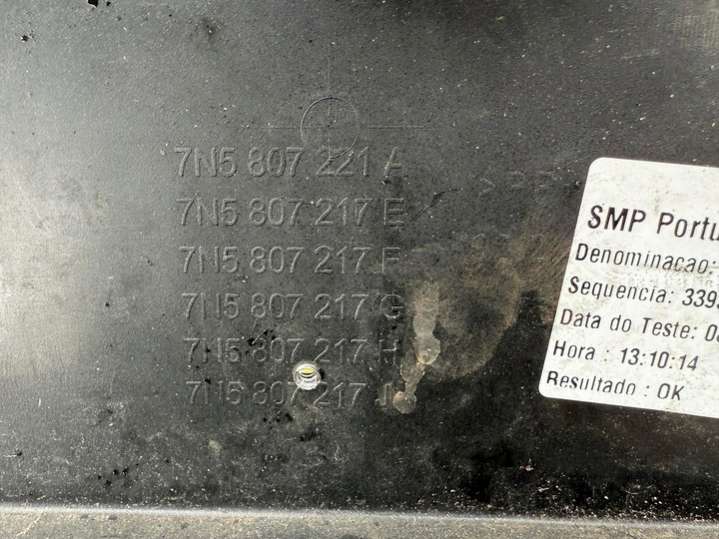 7N5 807 221 A
7N5 807 217 E
7N5 807 217 F
7N5 807 217 G
7N5 807 217 H
7N5 807 217
SMP Portu
Denominacao:
Sequencia: 339
Data do Teste: 0
Hora : 13:10:14
Resultado : OK